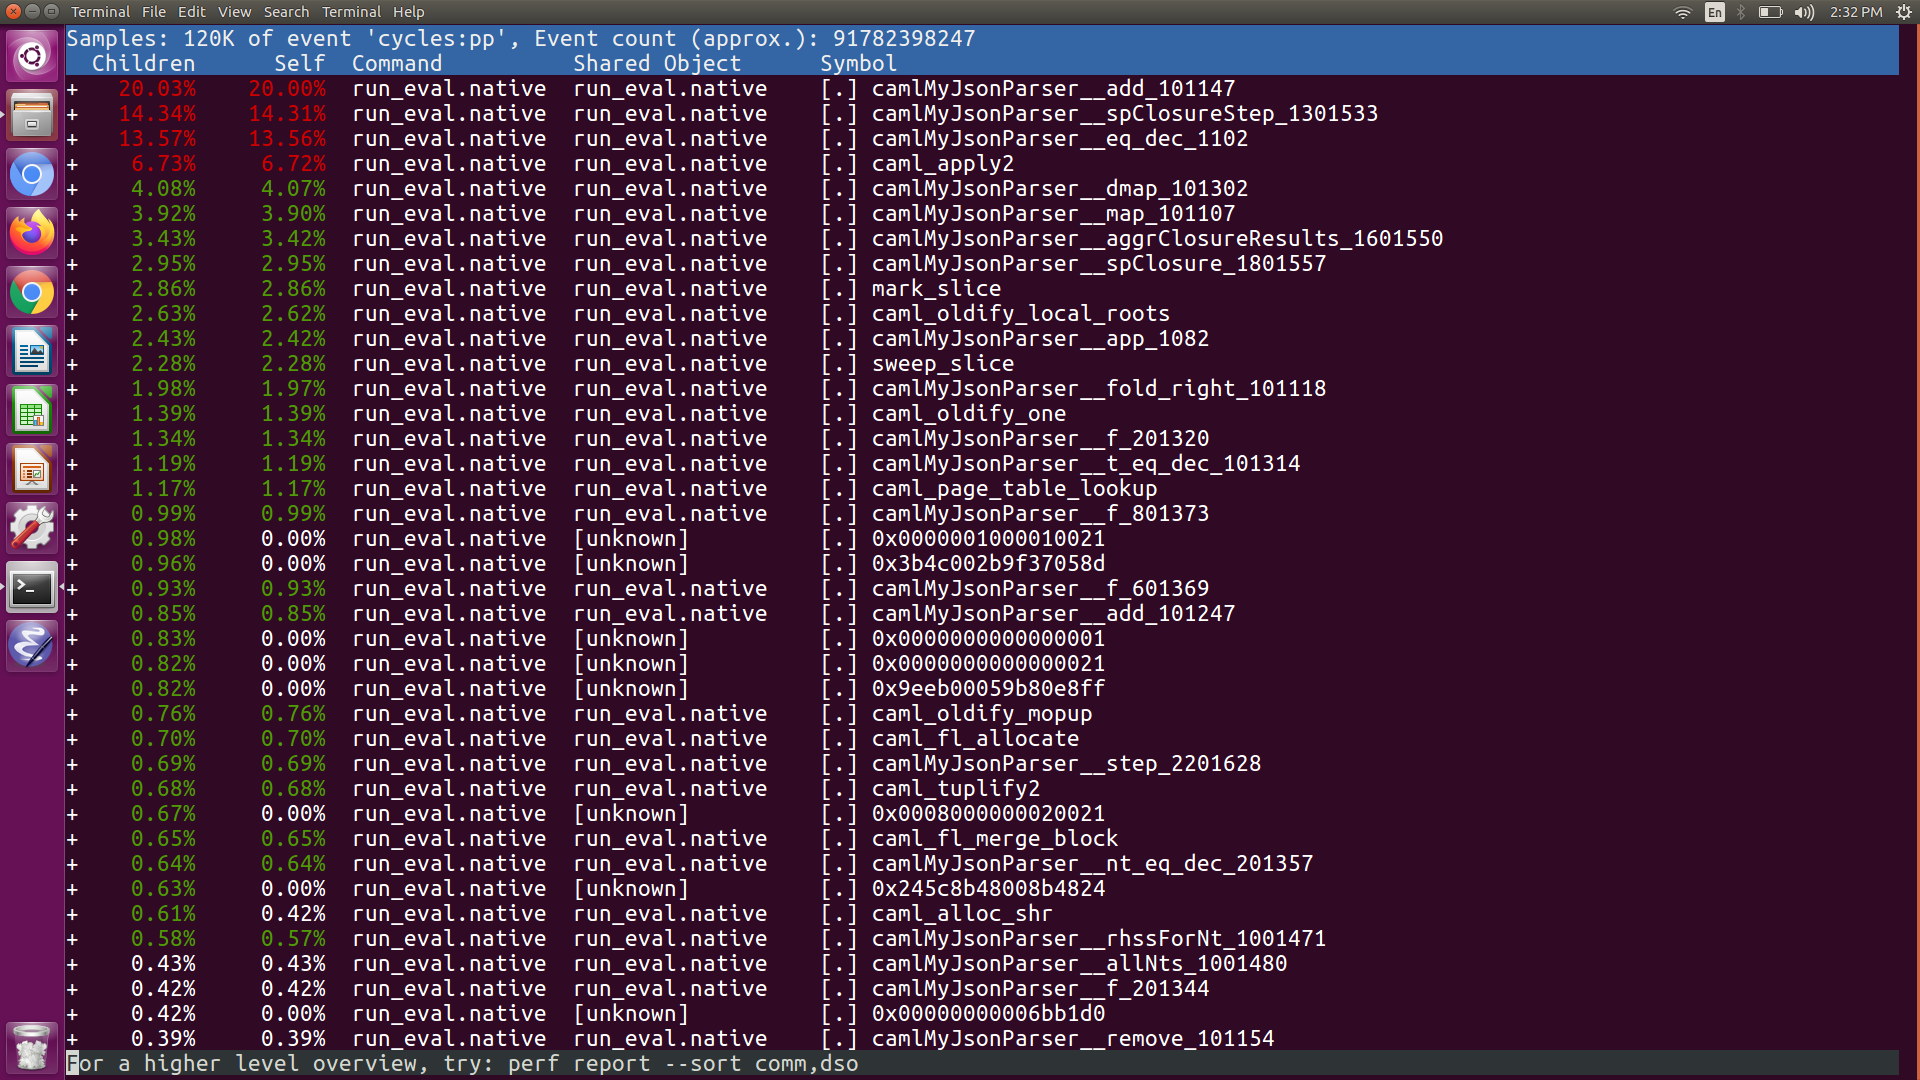 Terminal File Edit View Search Terminal Help En 2:32 PM
Samples: 120K of event 'cycles:pp', Event count (approx.): 91782398247
Children Self Command Shared Object Symbol
+ 20.03% 20.00% run_eval.native run_eval.native [.] camlMyJsonParser__add_101147
+ 14.34% 14.31% run_eval.native run_eval.native [.] camlMyJsonParser__spClosureStep_1301533
+ 13.57% 13.56% run_eval.native run_eval.native [.] camlMyJsonParser__eq_dec_1102
+ 6.73% 6.72% run_eval.native run_eval.native [.] caml_apply2
+ 4.08% 4.07% run_eval.native run_eval.native [.] camlMyJsonParser__dmap_101302
+ 3.92% 3.90% run_eval.native run_eval.native [.] camlMyJsonParser__map_101107
+ 3.43% 3.42% run_eval.native run_eval.native [.] camlMyJsonParser__aggrClosureResults_1601550
+ 2.95% 2.95% run_eval.native run_eval.native [.] camlMyJsonParser__spClosure_1801557
+ 2.86% 2.86% run_eval.native run_eval.native [.] mark_slice
+ 2.63% 2.62% run_eval.native run_eval.native [.] caml_oldify_local_roots
+ 2.43% 2.42% run_eval.native run_eval.native [.] camlMyJsonParser__app_1082
+ 2.28% 2.28% run_eval.native run_eval.native [.] sweep_slice
+ 1.98% 1.97% run_eval.native run_eval.native [.] camlMyJsonParser__fold_right_101118
+ 1.39% 1.39% run_eval.native run_eval.native [.] caml_oldify_one
+ 1.34% 1.34% run_eval.native run_eval.native [.] camlMyJsonParser__f_201320
+ 1.19% 1.19% run_eval.native run_eval.native [.] camlMyJsonParser__t_eq_dec_101314
+ 1.17% 1.17% run_eval.native run_eval.native [.] caml_page_table_lookup
+ 0.99% 0.99% run_eval.native run_eval.native [.] camlMyJsonParser__f_801373
+ 0.98% 0.00% run_eval.native [unknown] [.] 0x0000001000010021
+ 0.96% 0.00% run_eval.native [unknown] [.] 0x3b4c002b9f37058d
+ 0.93% 0.93% run_eval.native run_eval.native [.] camlMyJsonParser__f_601369
+ 0.85% 0.85% run_eval.native run_eval.native [.] camlMyJsonParser__add_101247
+ 0.83% 0.00% run_eval.native [unknown] [.] 0x0000000000000001
+ 0.82% 0.00% run_eval.native [unknown] [.] 0x0000000000000021
+ 0.82% 0.00% run_eval.native [unknown] [.] 0x9eeb00059b80e8ff
+ 0.76% 0.76% run_eval.native run_eval.native [.] caml_oldify_mopup
+ 0.70% 0.70% run_eval.native run_eval.native [.] caml_fl_allocate
+ 0.69% 0.69% run_eval.native run_eval.native [.] camlMyJsonParser__step_2201628
+ 0.68% 0.68% run_eval.native run_eval.native [.] caml_tuplify2
+ 0.67% 0.00% run_eval.native [unknown] [.] 0x0008000000020021
+ 0.65% 0.65% run_eval.native run_eval.native [.] caml_fl_merge_block
+ 0.64% 0.64% run_eval.native run_eval.native [.] camlMyJsonParser__nt_eq_dec_201357
+ 0.63% 0.00% run_eval.native [unknown] [.] 0x245c8b48008b4824
+ 0.61% 0.42% run_eval.native run_eval.native [.] caml_alloc_shr
+ 0.58% 0.57% run_eval.native run_eval.native [.] camlMyJsonParser__rhssForNt_1001471
+ 0.43% 0.43% run_eval.native run_eval.native [.] camlMyJsonParser__allNts_1001480
+ 0.42% 0.42% run_eval.native run_eval.native [.] camlMyJsonParser__f_201344
+ 0.42% 0.00% run_eval.native [unknown] [.] 0x00000000006bb1d0
+ 0.39% 0.39% run_eval.native run_eval.native [.] camlMyJsonParser__remove_101154
For a higher level overview, try: perf report --sort comm,dso